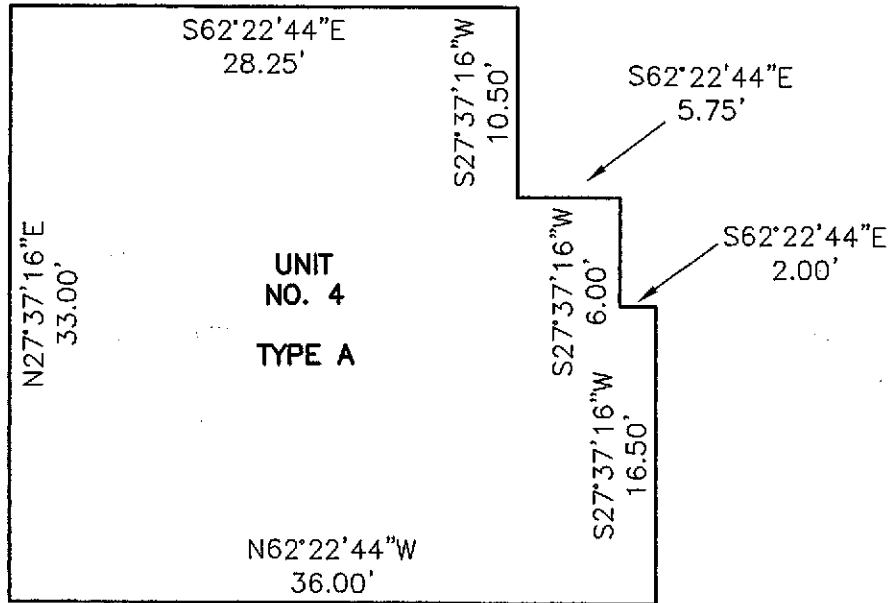 S62°22'44"E
28.25'
S27°37'16"W
10.50'
S62°22'44"E
5.75'
S27°37'16"W
6.00'
S62°22'44"E
2.00'
N27°37'16"E
33.00'
UNIT
NO. 4
TYPE A
S27°37'16"W
16.50'
N62°22'44"W
36.00'